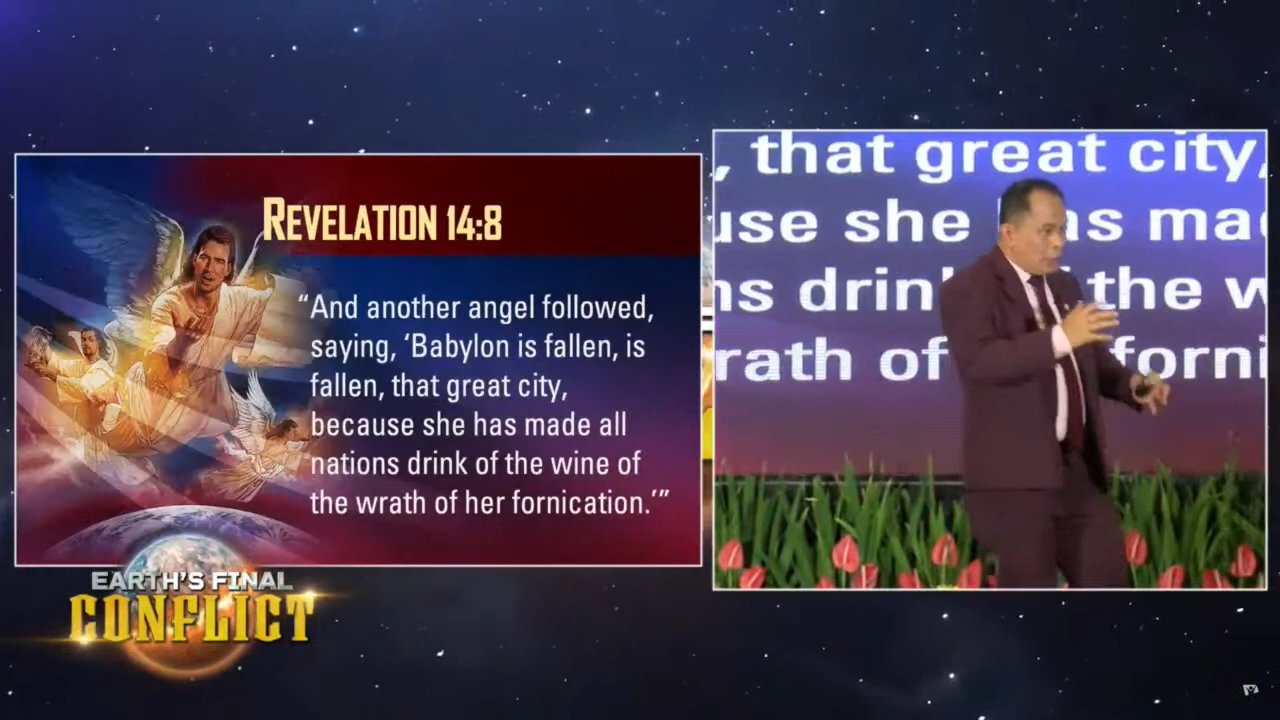 REVELATION 14:8
“And another angel followed,
saying, ‘Babylon is fallen, is
fallen, that great city,
because she has made all
nations drink of the wine of
the wrath of her fornication.’”
EARTH'S FINAL
CONFLICT
, that great city,
use she as ma
ns drin the w
rath of forni